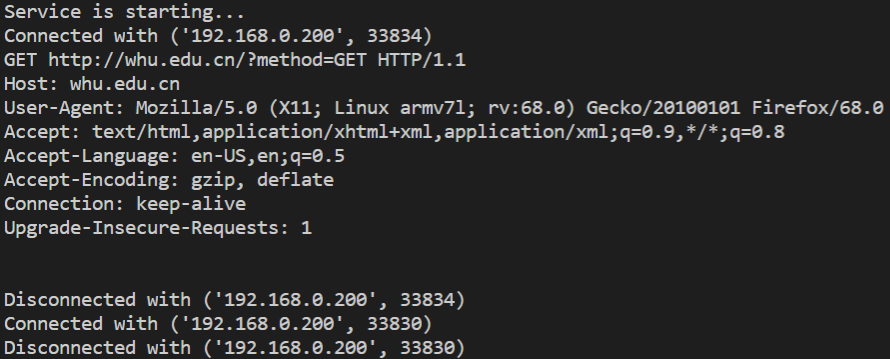 Service is starting...
Connected with ('192.168.0.200', 33834)
GET http://whu.edu.cn/?method=GET HTTP/1.1
Host: whu.edu.cn
User-Agent: Mozilla/5.0 (X11; Linux armv7l; rv:68.0) Gecko/20100101 Firefox/68.0
Accept: text/html,application/xhtml+xml,application/xml;q=0.9,*/*;q=0.8
Accept-Language: en-US,en;q=0.5
Accept-Encoding: gzip, deflate
Connection: keep-alive
Upgrade-Insecure-Requests: 1
Disconnected with ('192.168.0.200', 33834)
Connected with ('192.168.0.200', 33830)
Disconnected with ('192.168.0.200', 33830)